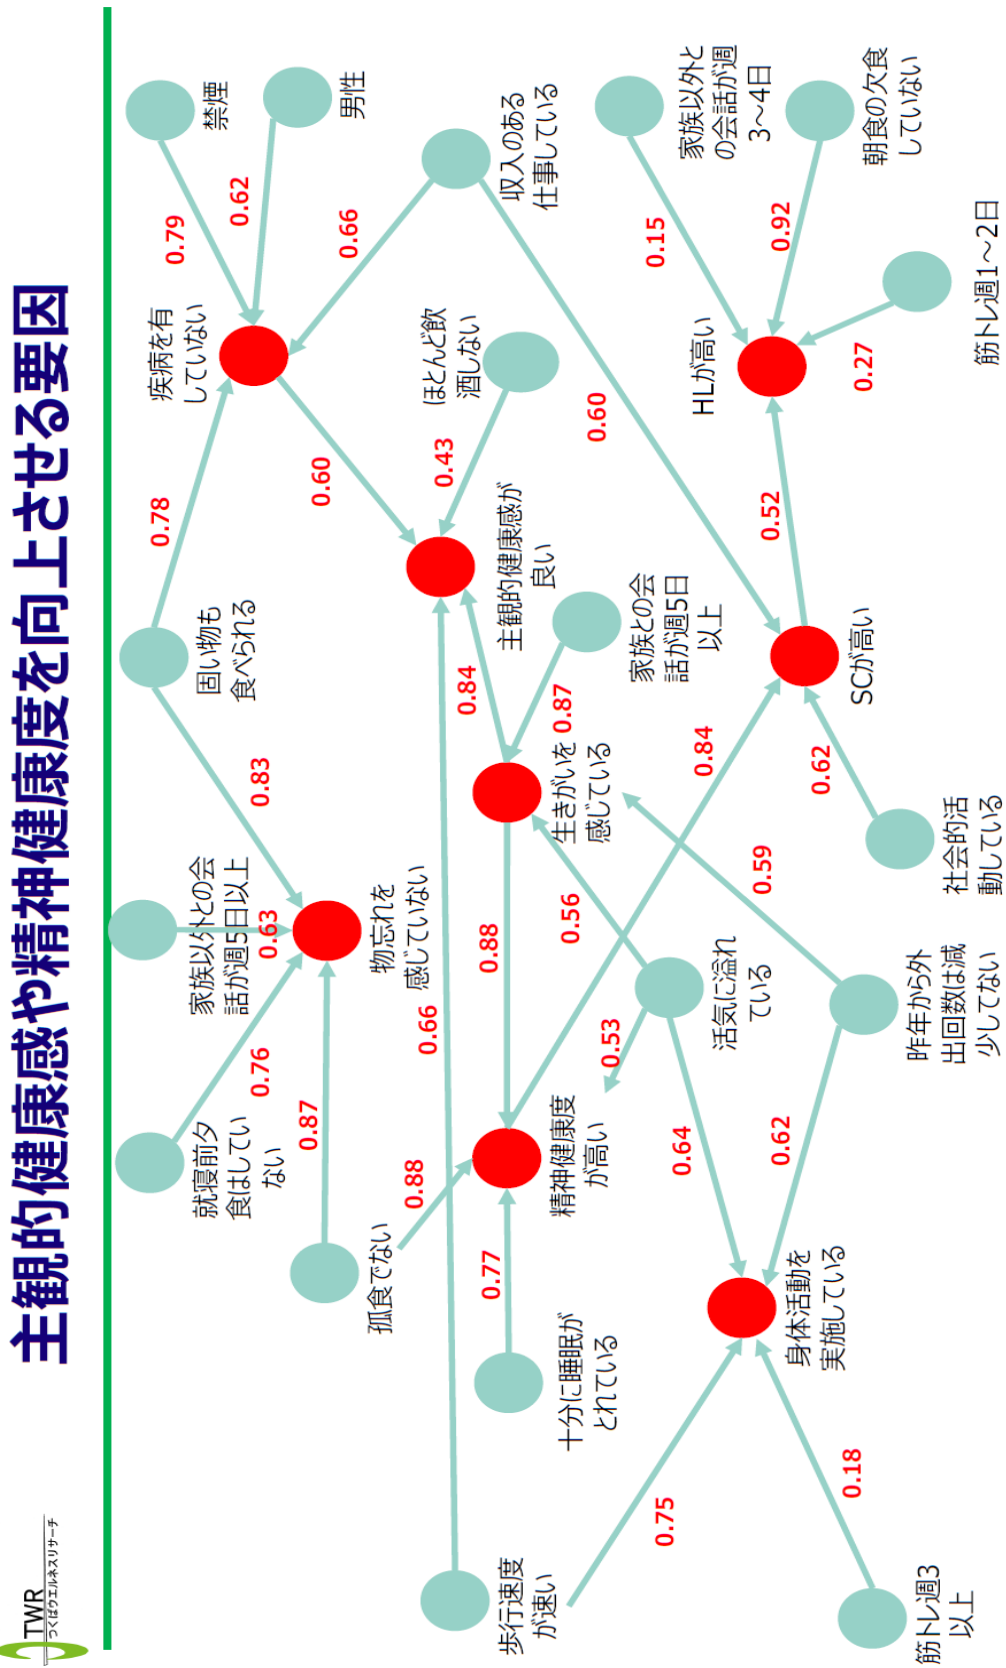 TWR
つくばウエルネスリサーチ
主観的健康感や精神健康度を向上させる要因
就寝前夕
食はしてい
ない
0.76
家族以外との会
話が週5日以上
0.63
固い物も
食べられる
0.83
0.78
疾病を有
していない
0.79
禁煙
0.62
男性
0.66
収入のある
仕事している
0.60
孤食でない
0.87
0.88
物忘れを
感じていない
0.66
0.60
ほとんど飲
酒しない
0.43
主観的健康感が
良い
0.84
歩行速度
が速い
0.75
十分に睡眠が
とれている
0.77
精神健康度
が高い
0.88
0.53
0.56
生きがいを
感じている
0.87
家族との会
話が週5日
以上
0.84
0.59
活気に溢れ
ている
0.64
0.62
身体活動を
実施している
0.18
筋トレ週3
以上
昨年から外
出回数は減
少してない
社会的活
動している
0.62
SCが高い
0.52
HLが高い
0.15
家族以外と
の会話が週
3~4日
0.92
朝食の欠食
していない
0.27
筋トレ週1~2日